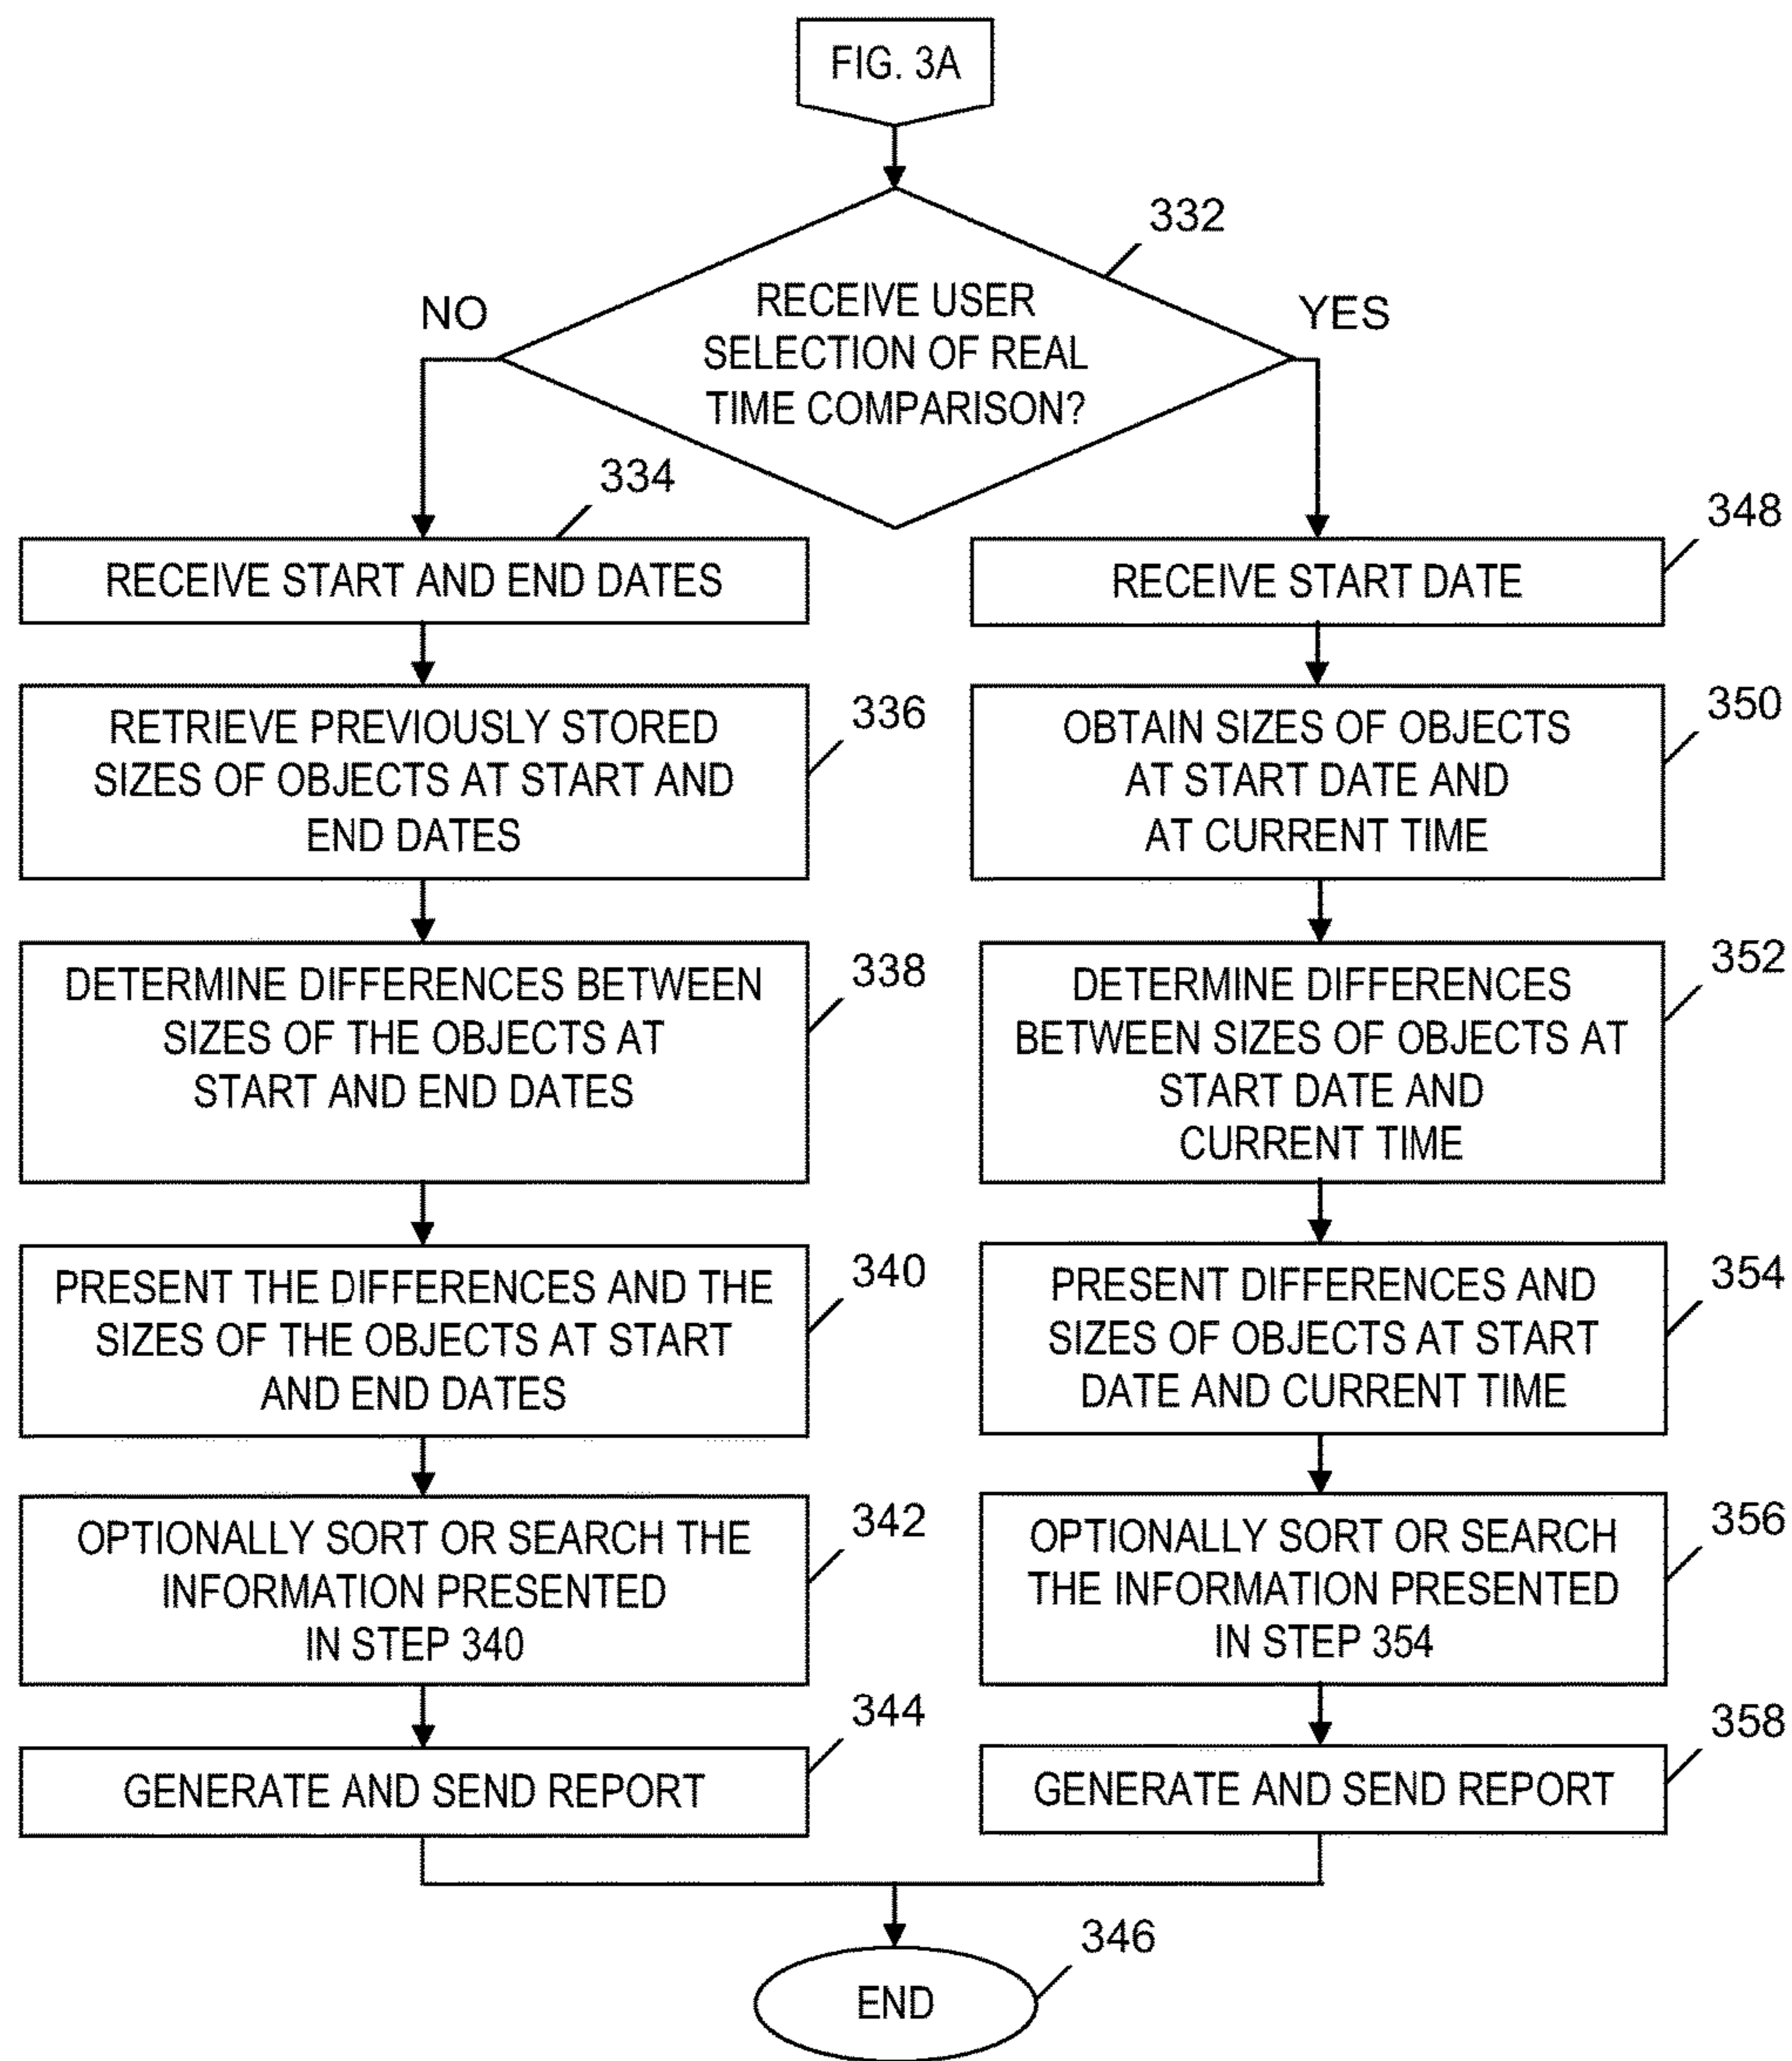 FIG. 3A
332
RECEIVE USER
SELECTION OF REAL
TIME COMPARISON?
NO
YES
334
RECEIVE START AND END DATES
336
RETRIEVE PREVIOUSLY STORED
SIZES OF OBJECTS AT START AND
END DATES
338
DETERMINE DIFFERENCES BETWEEN
SIZES OF THE OBJECTS AT
START AND END DATES
340
PRESENT THE DIFFERENCES AND THE
SIZES OF THE OBJECTS AT START
AND END DATES
342
OPTIONALLY SORT OR SEARCH THE
INFORMATION PRESENTED
IN STEP 340
344
GENERATE AND SEND REPORT
348
RECEIVE START DATE
350
OBTAIN SIZES OF OBJECTS
AT START DATE AND
AT CURRENT TIME
352
DETERMINE DIFFERENCES
BETWEEN SIZES OF OBJECTS AT
START DATE AND
CURRENT TIME
354
PRESENT DIFFERENCES AND
SIZES OF OBJECTS AT START
DATE AND CURRENT TIME
356
OPTIONALLY SORT OR SEARCH
THE INFORMATION PRESENTED
IN STEP 354
358
GENERATE AND SEND REPORT
346
END